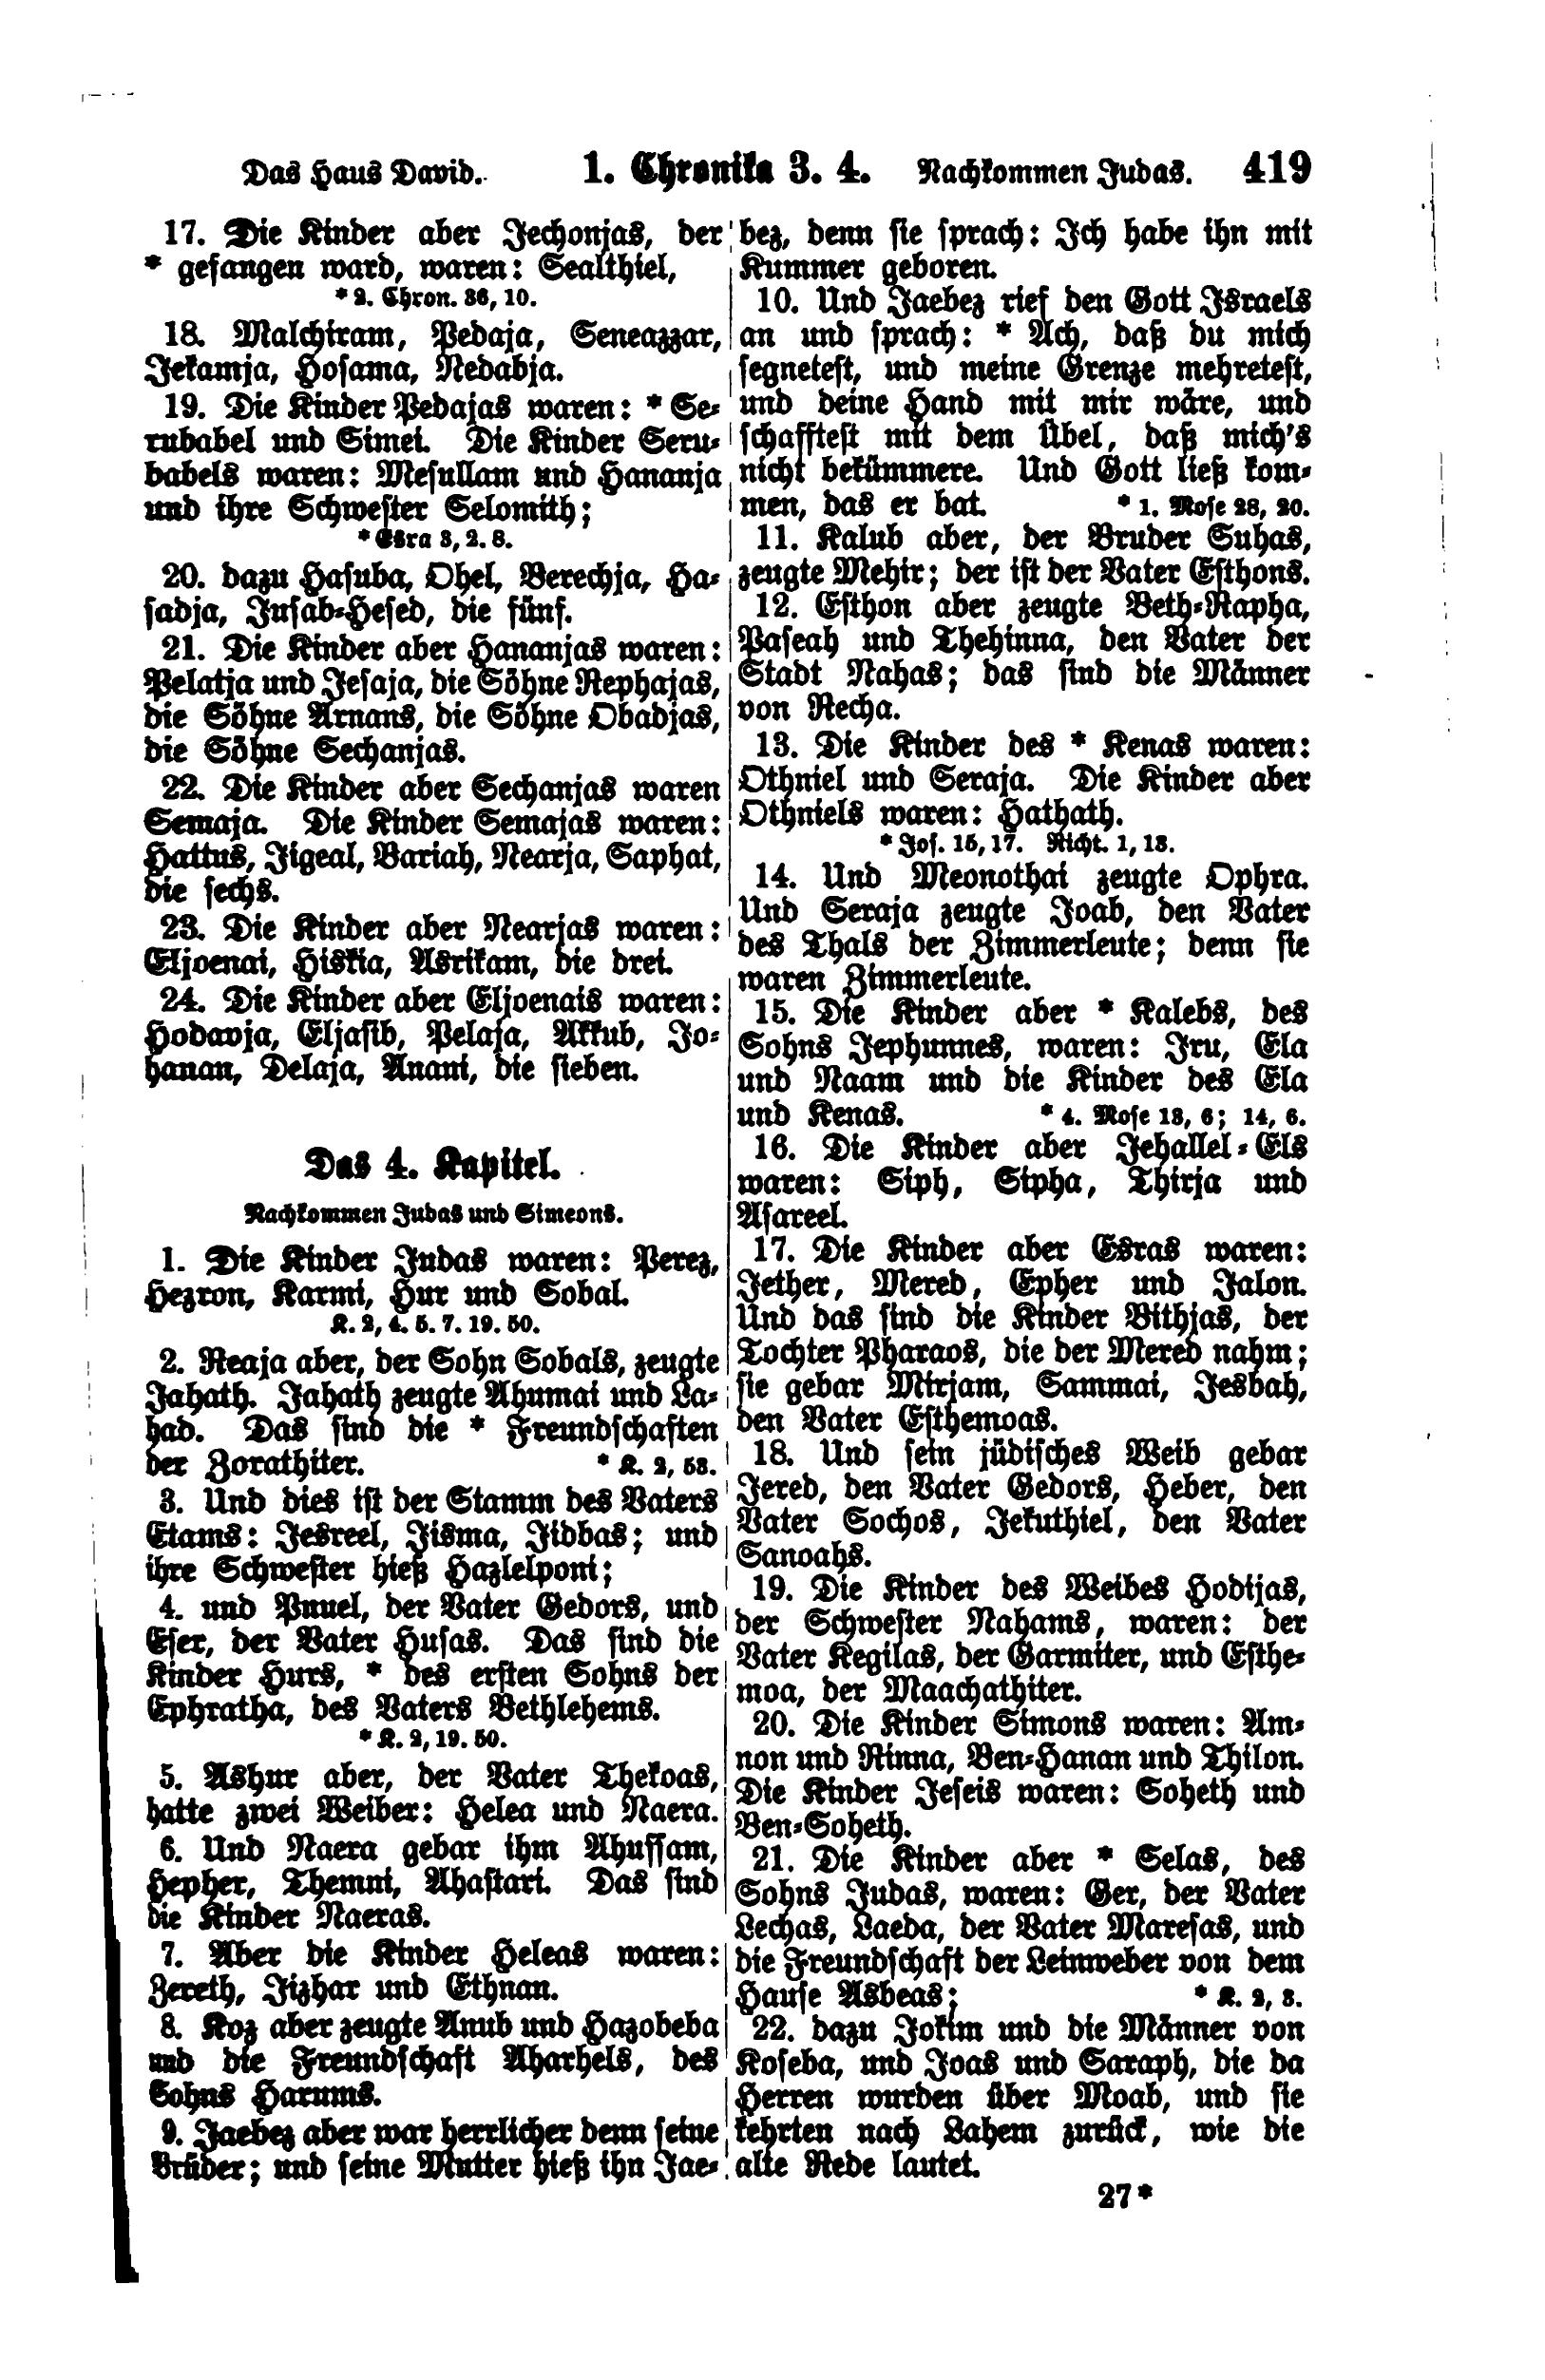 Das Haus David. 1. Chronika 3. 4. Nachkommen Judas. 419
17. Die Kinder aber Jechonjas, der
* gefangen ward, waren: Sealthiel,
* 2. Chron. 36, 10.
18. Malchiram, Pedaja, Seneazzar,
Jekamja, Hosama, Nedabja.
19. Die Kinder Pedajas waren: * Se-
rubabel und Simei. Die Kinder Seru-
babels waren: Mesullam und Hananja
und ihre Schwester Selomith;
* Esra 3, 2. 8.
20. dazu Hasuba, Ohel, Berechja, Ha-
sadja, Jusab-Hesed, die fünf.
21. Die Kinder aber Hananjas waren:
Pelatja und Jesaja, die Söhne Rephajas,
die Söhne Arnans, die Söhne Obadjas,
die Söhne Sechanjas.
22. Die Kinder aber Sechanjas waren
Semaja. Die Kinder Semajas waren:
Hattus, Jigeal, Bariah, Nearja, Saphat,
die sechs.
23. Die Kinder aber Nearjas waren:
Eljoenai, Hiskia, Asrikam, die drei.
24. Die Kinder aber Eljoenais waren:
Hodavja, Eljasib, Pelaja, Akkub, Jo-
hanan, Delaja, Anani, die sieben.
Das 4. Kapitel.
Nachkommen Judas und Simeons.
1. Die Kinder Judas waren: Perez,
Hezron, Karmi, Hur und Sobal.
K. 2, 4. 5. 7. 19. 50.
2. Reaja aber, der Sohn Sobals, zeugte
Jahath. Jahath zeugte Ahumai und La-
had. Das sind die * Freundschaften
der Zorathiter. * K. 2, 53.
3. Und dies ist der Stamm des Vaters
Etams: Jesreel, Jisma, Jidbas; und
ihre Schwester hieß Hazlelponi;
4. und Pnuel, der Vater Gedors, und
Eser, der Vater Husas. Das sind die
Kinder Hurs, * des ersten Sohns der
Ephratha, des Vaters Bethlehems.
* K. 2, 19. 50.
5. Ashur aber, der Vater Thekoas,
hatte zwei Weiber: Helea und Naera.
6. Und Naera gebar ihm Ahussam,
Hepher, Themni, Ahastari. Das sind
die Kinder Naeras.
7. Aber die Kinder Heleas waren:
Zereth, Jizhar und Ethnan.
8. Koz aber zeugte Anub und Hazobeba
und die Freundschaft Aharhels, des
Sohns Harums.
9. Jaebez aber war herrlicher denn seine
Brüder; und seine Mutter hieß ihn Jae-
bez, denn sie sprach: Ich habe ihn mit
Kummer geboren.
10. Und Jaebez rief den Gott Israels
an und sprach: * Ach, daß du mich
segnetest, und meine Grenze mehretest,
und deine Hand mit mir wäre, und
schafftest mit dem Übel, daß mich's
nicht bekümmere. Und Gott ließ kom-
men, das er bat. * 1. Mose 28, 20.
11. Kalub aber, der Bruder Suhas,
zeugte Mehir; der ist der Vater Esthons.
12. Esthon aber zeugte Beth-Rapha,
Paseah und Thehinna, den Vater der
Stadt Nahas; das sind die Männer
von Recha.
13. Die Kinder des * Kenas waren:
Othniel und Seraja. Die Kinder aber
Othniels waren: Hathath.
* Jos. 15, 17. Richt. 1, 13.
14. Und Meonothai zeugte Ophra.
Und Seraja zeugte Joab, den Vater
des Thals der Zimmerleute; denn sie
waren Zimmerleute.
15. Die Kinder aber * Kalebs, des
Sohns Jephunnes, waren: Iru, Ela
und Naam und die Kinder des Ela
und Kenas. * 4. Mose 13, 6; 14, 6.
16. Die Kinder aber Jehallel-Els
waren: Siph, Sipha, Thirja und
Asareel.
17. Die Kinder aber Esras waren:
Jether, Mered, Epher und Jalon.
Und das sind die Kinder Bithjas, der
Tochter Pharaos, die der Mered nahm;
sie gebar Mirjam, Sammai, Jesbah,
den Vater Esthemoas.
18. Und sein jüdisches Weib gebar
Jered, den Vater Gedors, Heber, den
Vater Sochos, Jekuthiel, den Vater
Sanoahs.
19. Die Kinder des Weibes Hodijas,
der Schwester Nahams, waren: der
Vater Kegilas, der Garmiter, und Esthe-
moa, der Maachathiter.
20. Die Kinder Simons waren: Am-
non und Rinna, Ben-Hanan und Thilon.
Die Kinder Jeseis waren: Soheth und
Ben-Soheth.
21. Die Kinder aber * Selas, des
Sohns Judas, waren: Ger, der Vater
Lechas, Laeda, der Vater Maresas, und
die Freundschaft der Leinweber von dem
Hause Asbeas; * K. 2, 3.
22. dazu Jokim und die Männer von
Koseba, und Joas und Saraph, die da
Herren wurden über Moab, und sie
kehrten nach Lahem zurück, wie die
alte Rede lautet.
27*